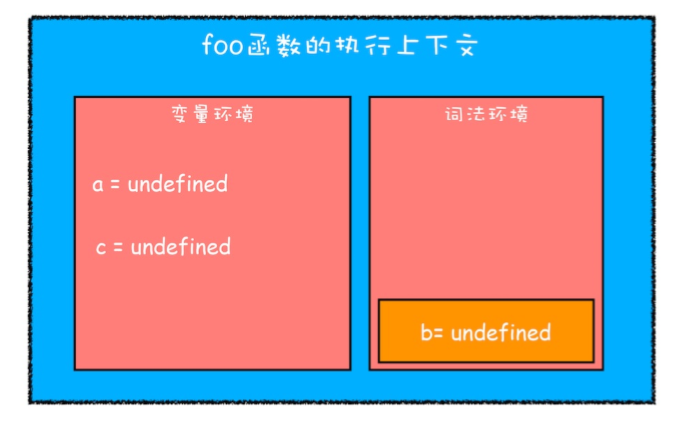 foo函数的执行上下文
变量环境
词法环境
a = undefined
c = undefined
b= undefined